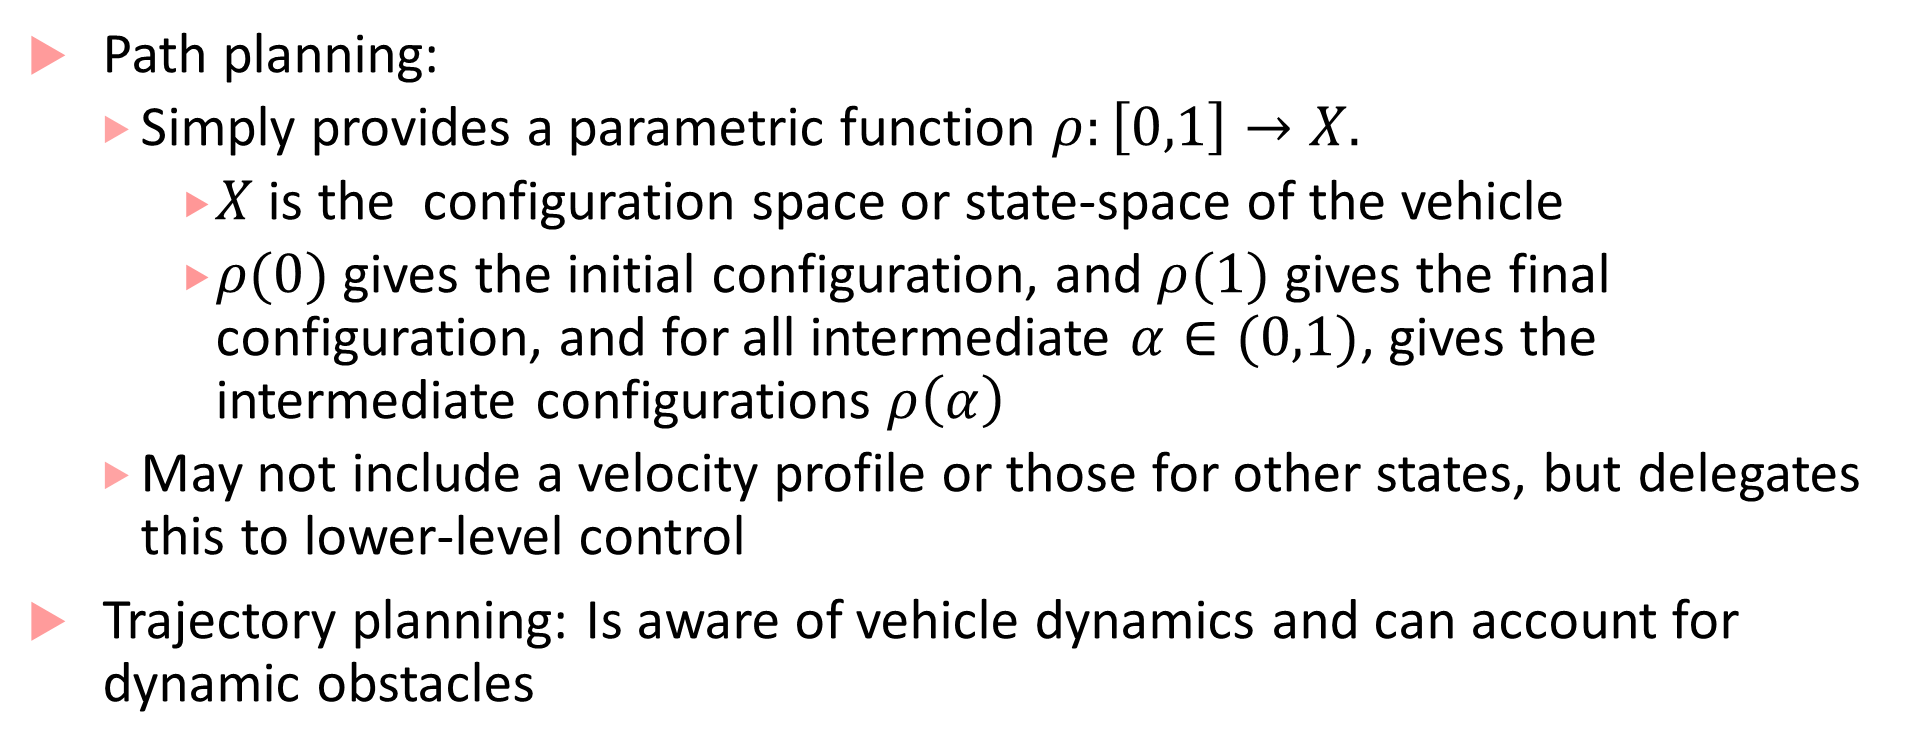 Path planning:
Simply provides a parametric function ρ: [0,1] → X.
X is the configuration space or state-space of the vehicle
ρ(0) gives the initial configuration, and ρ(1) gives the final
configuration, and for all intermediate α ∈ (0,1), gives the
intermediate configurations ρ(α)
May not include a velocity profile or those for other states, but delegates
this to lower-level control
Trajectory planning: Is aware of vehicle dynamics and can account for
dynamic obstacles